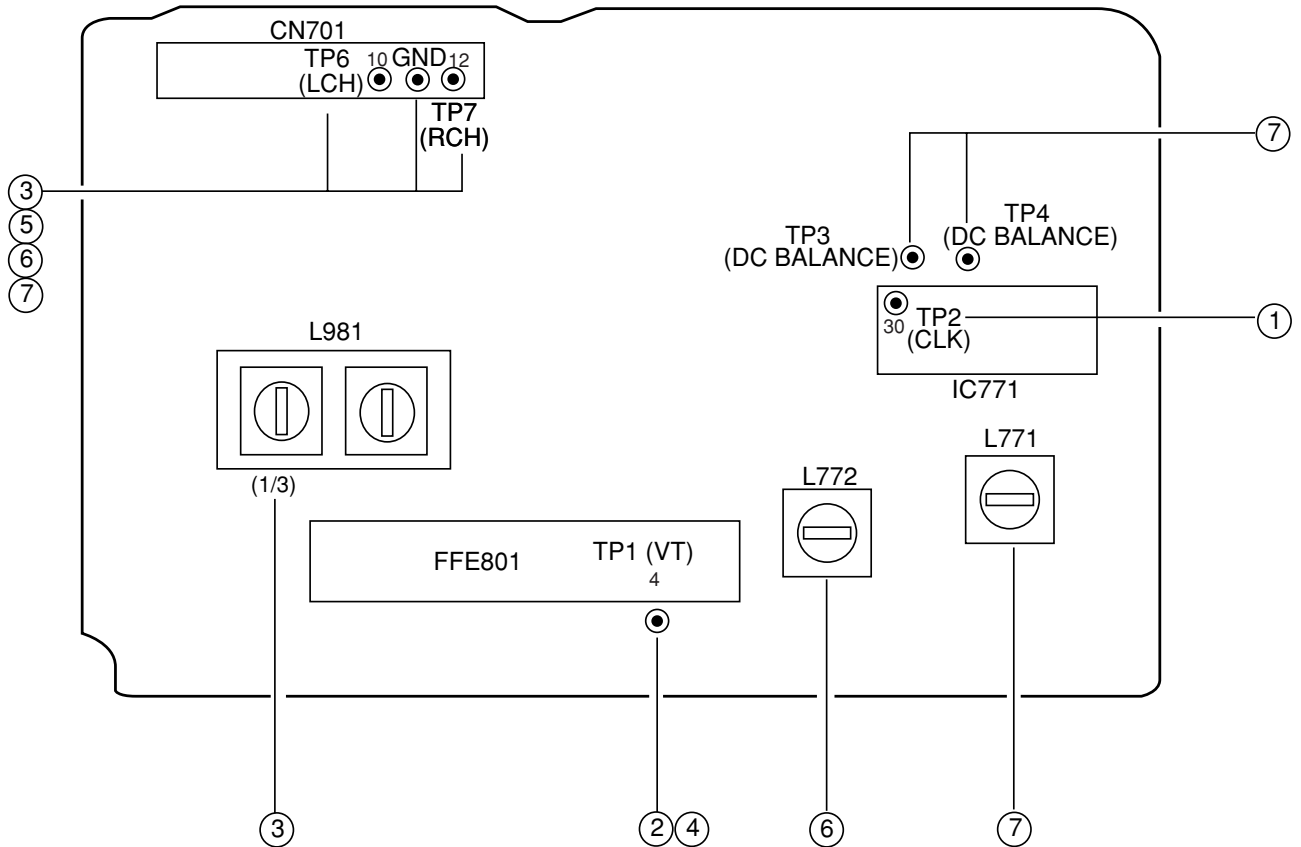 CN701
TP6 10 GND 12
(LCH)
TP7
(RCH)
7
3
5
6
7
TP4
(DC BALANCE)
TP3
(DC BALANCE)
30 TP2
(CLK)
1
IC771
L981
(1/3)
L771
L772
FFE801
TP1 (VT)
4
3
2 4
6
7